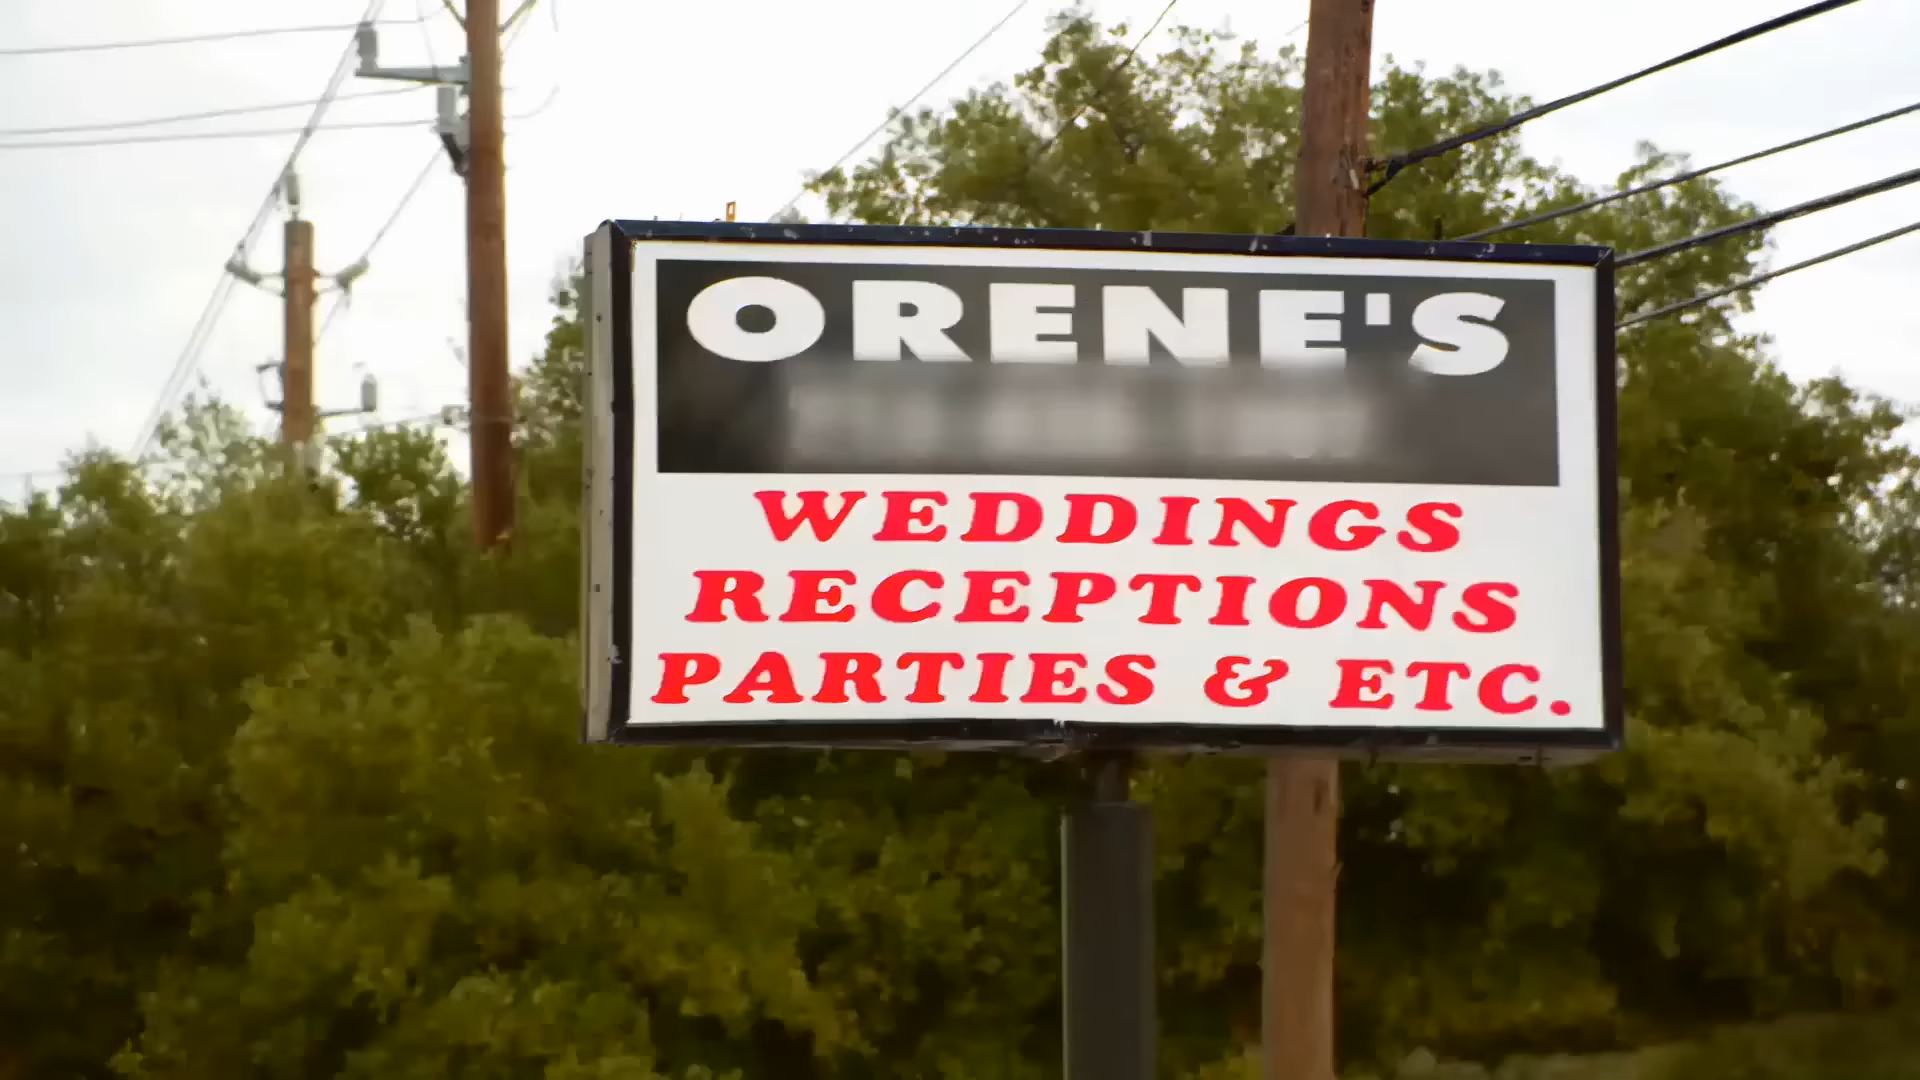 ORENE'S
WEDDINGS
RECEPTIONS
PARTIES & ETC.